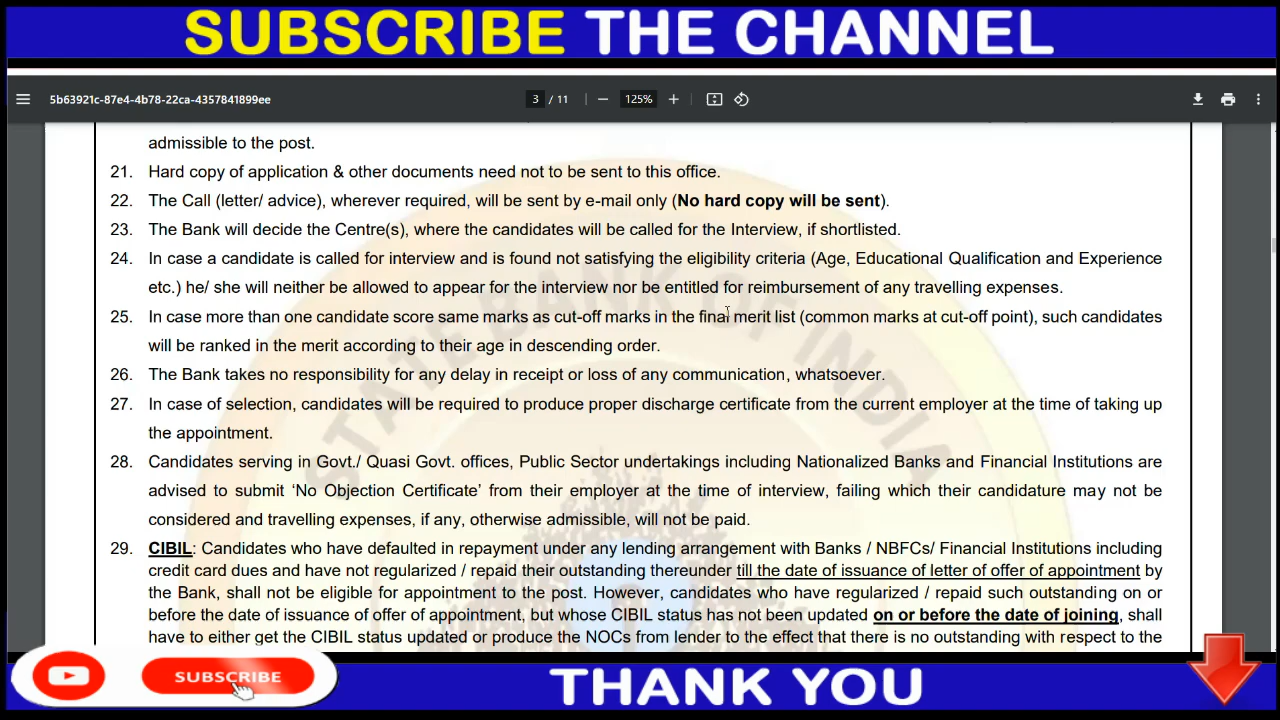 SUBSCRIBE THE CHANNEL
5b63921c-87e4-4b78-22ca-4357841899ee
3 / 11
125%
admissible to the post.
21. Hard copy of application & other documents need not to be sent to this office.
22. The Call (letter/ advice), wherever required, will be sent by e-mail only (No hard copy will be sent).
23. The Bank will decide the Centre(s), where the candidates will be called for the Interview, if shortlisted.
24. In case a candidate is called for interview and is found not satisfying the eligibility criteria (Age, Educational Qualification and Experience
etc.) he/ she will neither be allowed to appear for the interview nor be entitled for reimbursement of any travelling expenses.
25. In case more than one candidate score same marks as cut-off marks in the final merit list (common marks at cut-off point), such candidates
will be ranked in the merit according to their age in descending order.
26. The Bank takes no responsibility for any delay in receipt or loss of any communication, whatsoever.
27. In case of selection, candidates will be required to produce proper discharge certificate from the current employer at the time of taking up
the appointment.
28. Candidates serving in Govt./ Quasi Govt. offices, Public Sector undertakings including Nationalized Banks and Financial Institutions are
advised to submit ‘No Objection Certificate’ from their employer at the time of interview, failing which their candidature may not be
considered and travelling expenses, if any, otherwise admissible, will not be paid.
29. CIBIL: Candidates who have defaulted in repayment under any lending arrangement with Banks / NBFCs/ Financial Institutions including
credit card dues and have not regularized / repaid their outstanding thereunder till the date of issuance of letter of offer of appointment by
the Bank, shall not be eligible for appointment to the post. However, candidates who have regularized / repaid such outstanding on or
before the date of issuance of offer of appointment, but whose CIBIL status has not been updated on or before the date of joining, shall
have to either get the CIBIL status updated or produce the NOCs from lender to the effect that there is no outstanding with respect to the
STATE BANK OF INDIA
SUBSCRIBE
THANK YOU